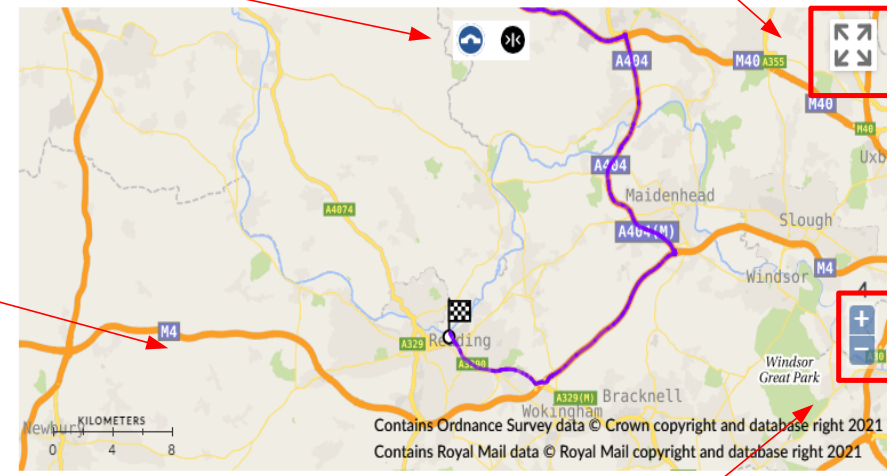 A404
M40
A355
M40
M40
Uxb
A404
A4074
Maidenhead
A404(M)
Slough
M4
Windsor
4
+
−
A30
M4
A329
Reading
A3290
Windsor
Great Park
A329(M)
Bracknell
Wokingham
Newbury
KILOMETERS
0 4 8
Contains Ordnance Survey data © Crown copyright and database right 2021
Contains Royal Mail data © Royal Mail copyright and database right 2021